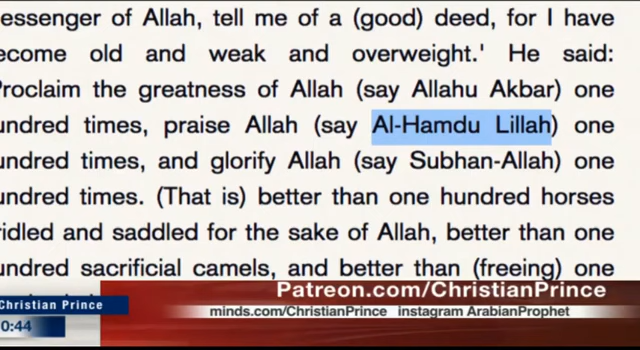 essenger of Allah, tell me of a (good) deed, for I have
ecome old and weak and overweight.' He said:
Proclaim the greatness of Allah (say Allahu Akbar) one
undred times, praise Allah (say Al-Hamdu Lillah) one
undred times, and glorify Allah (say Subhan-Allah) one
undred times. (That is) better than one hundred horses
ridled and saddled for the sake of Allah, better than one
undred sacrificial camels, and better than (freeing) one
Patreon.com/ChristianPrince
Christian Prince
minds.com/ChristianPrince instagram ArabianProphet
0:44